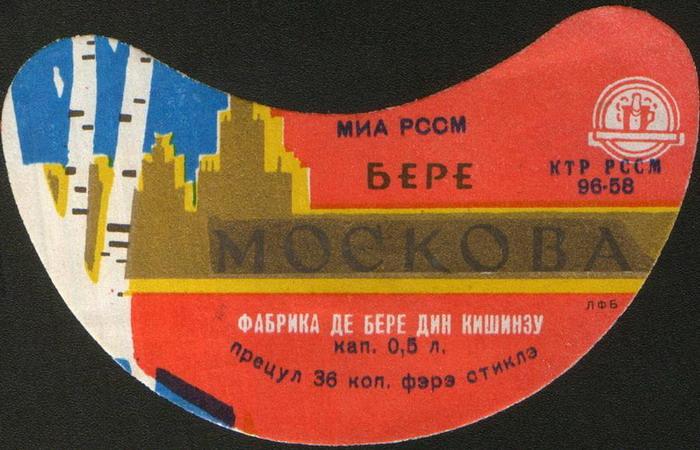 МИА РССМ
БЕРЕ
КТР РССМ
96-58
МОСКОВА
ЛФБ
ФАБРИКА ДЕ БЕРЕ ДИН КИШИНЭУ
кап. 0,5 л.
прецул 36 коп. фэрэ стиклэ